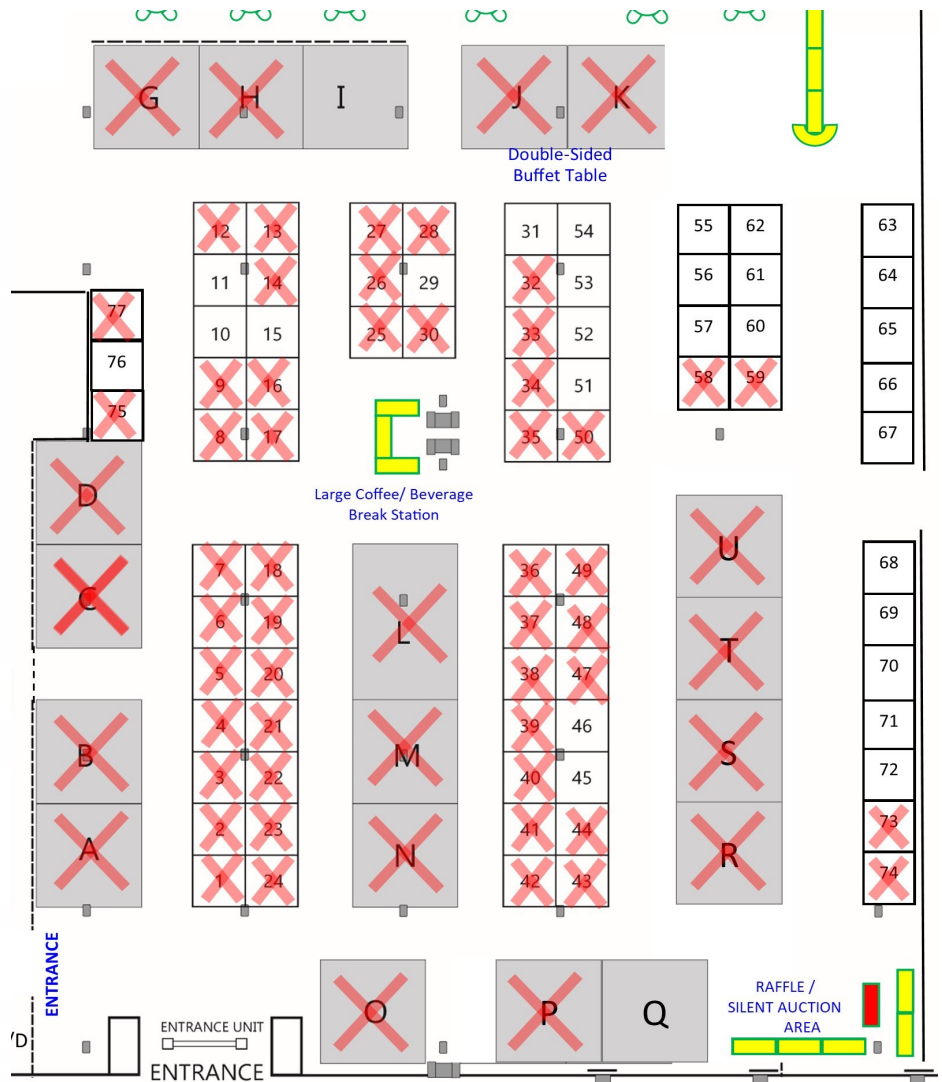 G H I J K
Double-Sided
Buffet Table
12 13 27 28 31 54 55 62 63
11 14 26 29 32 53 56 61 64
77 10 15 25 30 33 52 57 60 65
76 9 16 34 51 58 59 66
75 8 17 35 50 67
D
Large Coffee/ Beverage
Break Station
U
C 7 18 36 49 68
6 19 L 37 48 69
5 20 38 47 T 70
B 4 21 39 46 71
3 22 M 40 45 S 72
A 2 23 N 41 44 R 73
1 24 42 43 74
ENTRANCE
O P Q
RAFFLE /
SILENT AUCTION
AREA
/D
ENTRANCE UNIT
ENTRANCE